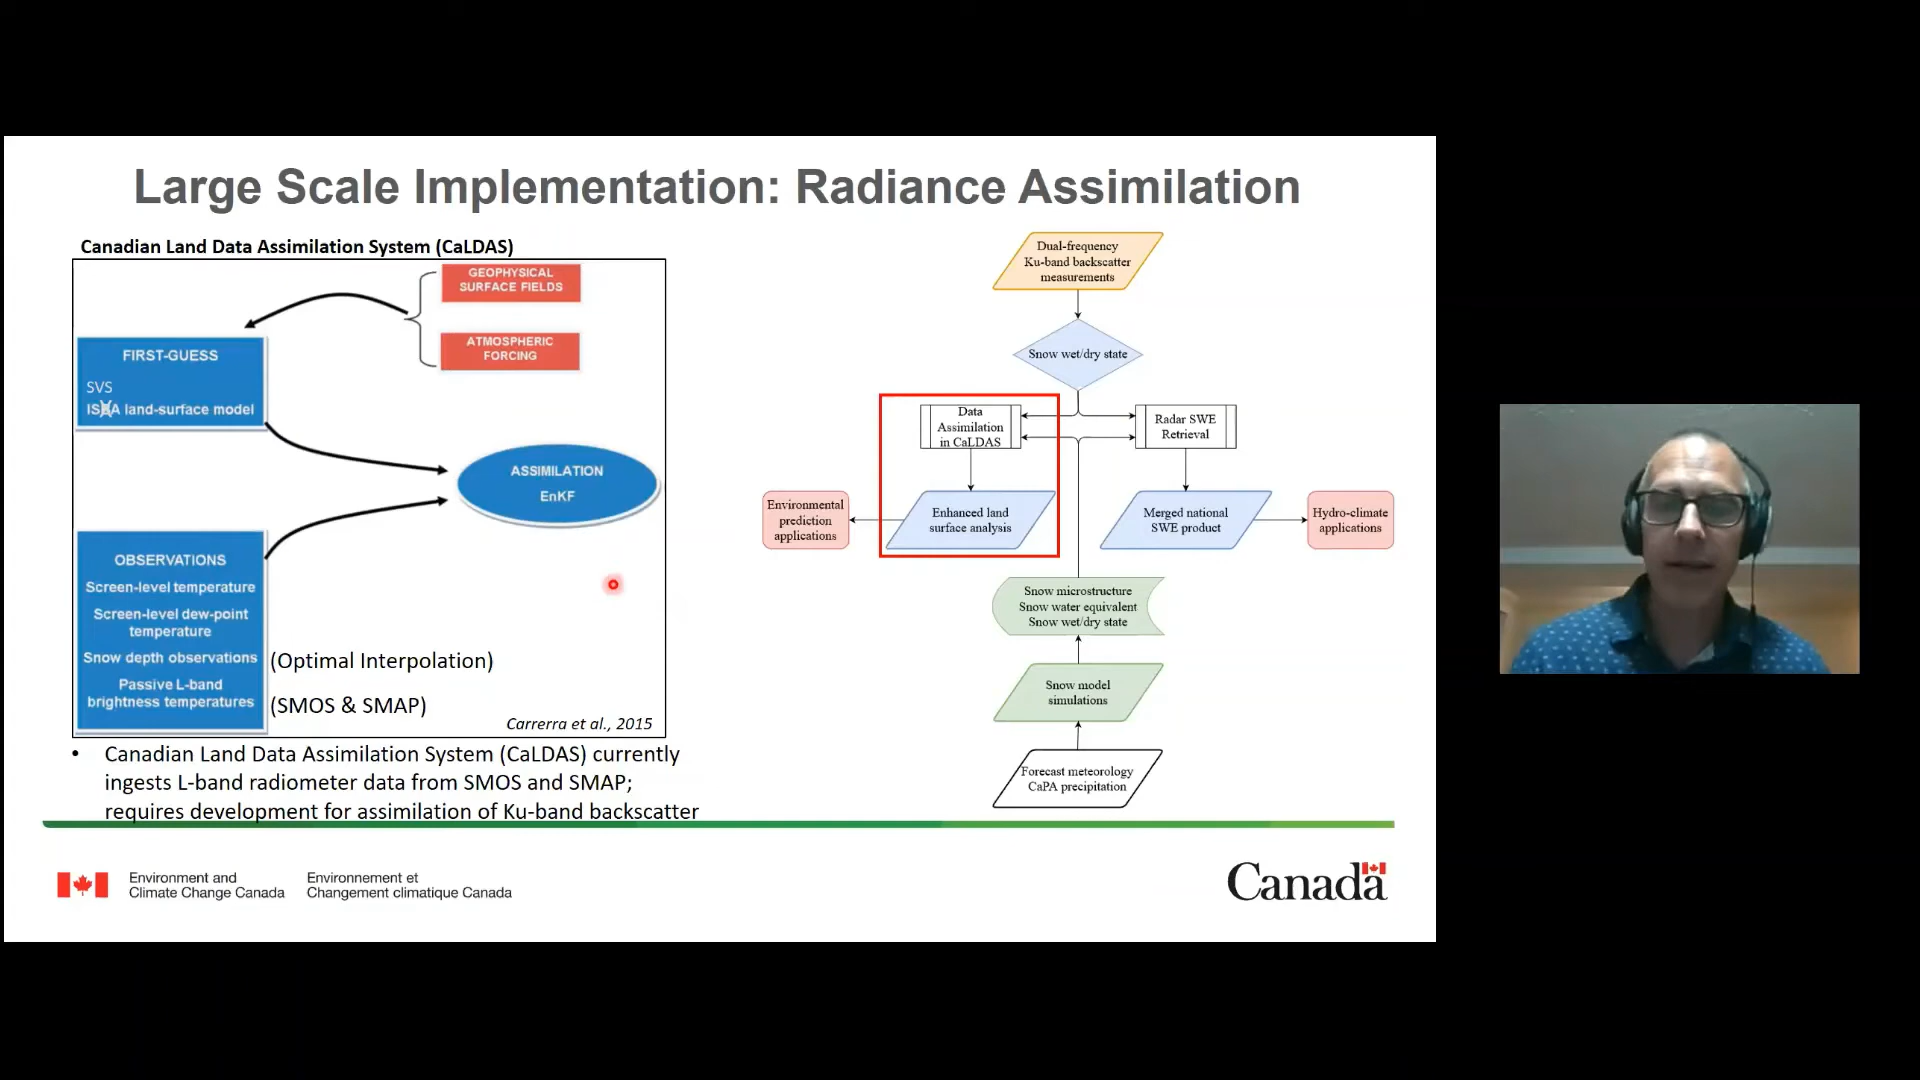 Large Scale Implementation: Radiance Assimilation
Canadian Land Data Assimilation System (CaLDAS)
GEOPHYSICAL
SURFACE FIELDS
ATMOSPHERIC
FORCING
FIRST-GUESS
SVS
ISBA land-surface model
ASSIMILATION
EnKF
OBSERVATIONS
Screen-level temperature
Screen-level dew-point
temperature
Snow depth observations
(Optimal Interpolation)
Passive L-band
brightness temperatures
(SMOS & SMAP)
Carrerra et al., 2015
• Canadian Land Data Assimilation System (CaLDAS) currently
ingests L-band radiometer data from SMOS and SMAP;
requires development for assimilation of Ku-band backscatter
Dual-frequency
Ku-band backscatter
measurements
Snow wet/dry state
Data
Assimilation
in CaLDAS
Radar SWE
Retrieval
Environmental
prediction
applications
Enhanced land
surface analysis
Merged national
SWE product
Hydro-climate
applications
Snow microstructure
Snow water equivalent
Snow wet/dry state
Snow model
simulations
Forecast meteorology
CaPA precipitation
Environment and
Climate Change Canada
Environnement et
Changement climatique Canada
Canada